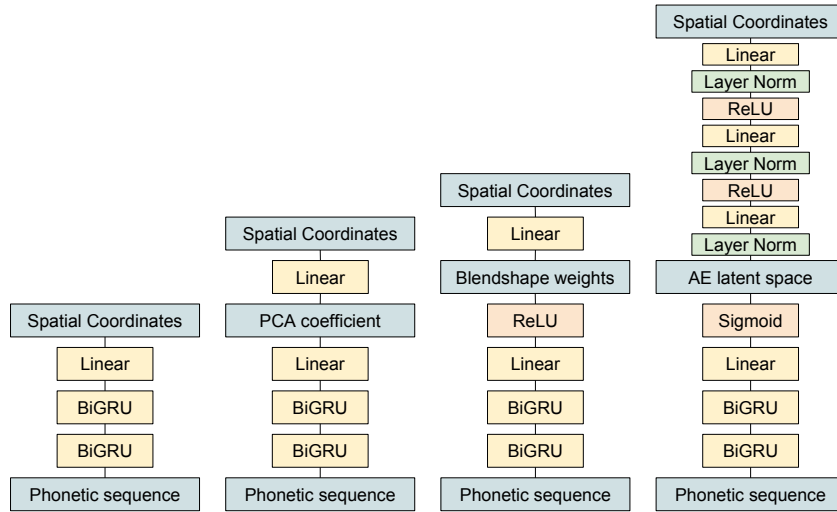 Spatial Coordinates
Linear
BiGRU
BiGRU
Phonetic sequence
Spatial Coordinates
Linear
PCA coefficient
Linear
BiGRU
BiGRU
Phonetic sequence
Spatial Coordinates
Linear
Blendshape weights
ReLU
Linear
BiGRU
BiGRU
Phonetic sequence
Spatial Coordinates
Linear
Layer Norm
ReLU
Linear
Layer Norm
ReLU
Linear
Layer Norm
AE latent space
Sigmoid
Linear
BiGRU
BiGRU
Phonetic sequence